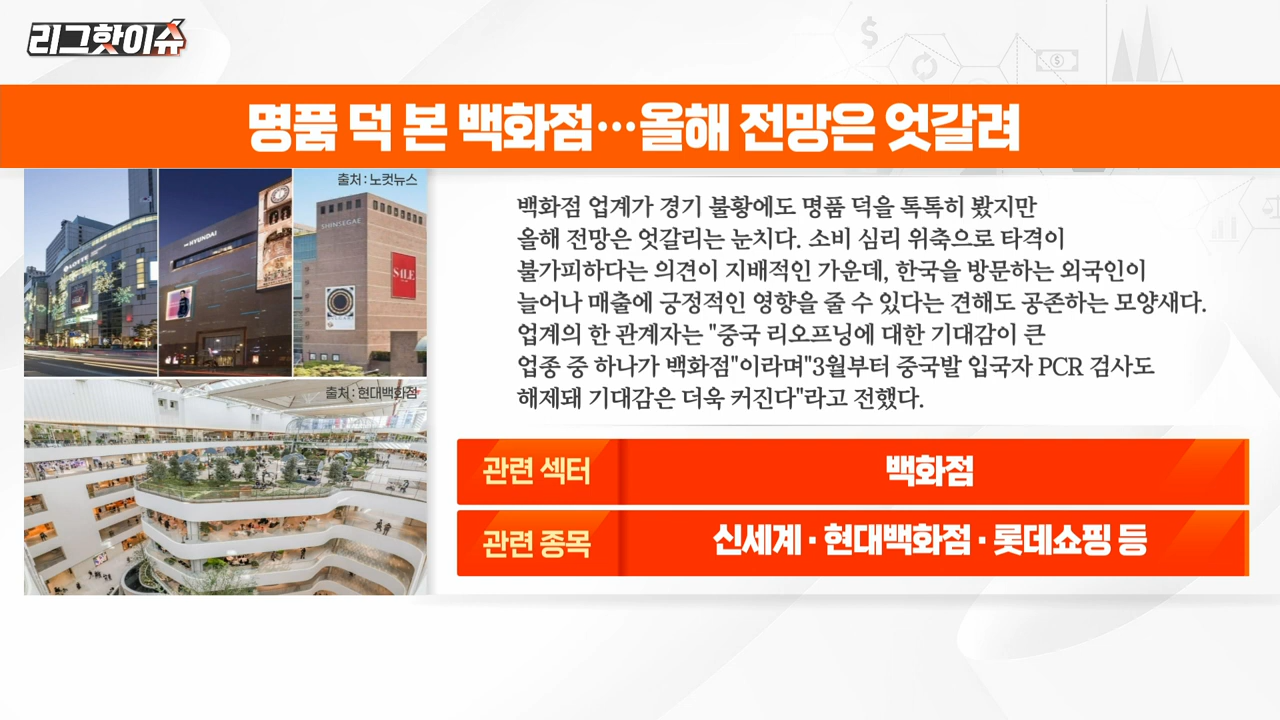 리그핫이슈
명품 덕 본 백화점…올해 전망은 엇갈려
출처 : 노컷뉴스
HYUNDAI
SHINSEGAE
SALE
출처 : 현대백화점
백화점 업계가 경기 불황에도 명품 덕을 톡톡히 봤지만
올해 전망은 엇갈리는 눈치다. 소비 심리 위축으로 타격이
불가피하다는 의견이 지배적인 가운데, 한국을 방문하는 외국인이
늘어나 매출에 긍정적인 영향을 줄 수 있다는 견해도 공존하는 모양새다.
업계의 한 관계자는 "중국 리오프닝에 대한 기대감이 큰
업종 중 하나가 백화점"이라며"3월부터 중국발 입국자 PCR 검사도
해제돼 기대감은 더욱 커진다"라고 전했다.
관련 섹터
백화점
관련 종목
신세계 · 현대백화점 · 롯데쇼핑 등